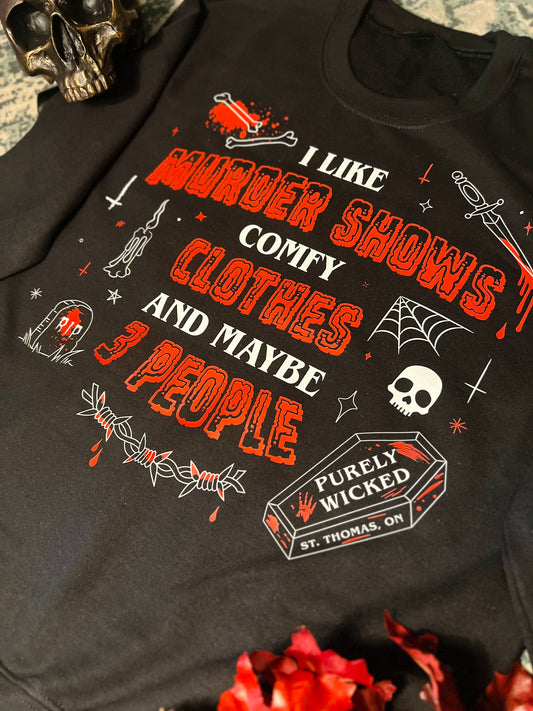 I LIKE
MURDER SHOWS
COMFY
CLOTHES
AND MAYBE
3 PEOPLE
RIP
PURELY
WICKED
ST. THOMAS, ON